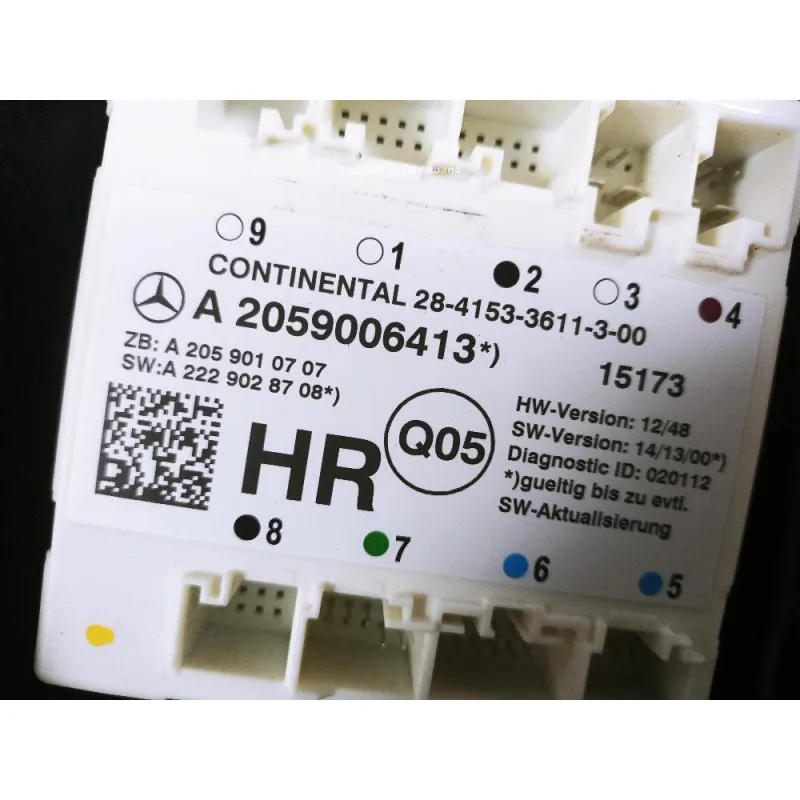 9
1
2
3
4
CONTINENTAL 28-4153-3611-3-00
A 2059006413*)
15173
ZB: A 205 901 07 07
SW:A 222 902 87 08*)
HR
Q05
HW-Version: 12/48
SW-Version: 14/13/00*)
Diagnostic ID: 020112
*)gueltig bis zu evtl.
SW-Aktualisierung
8
7
6
5